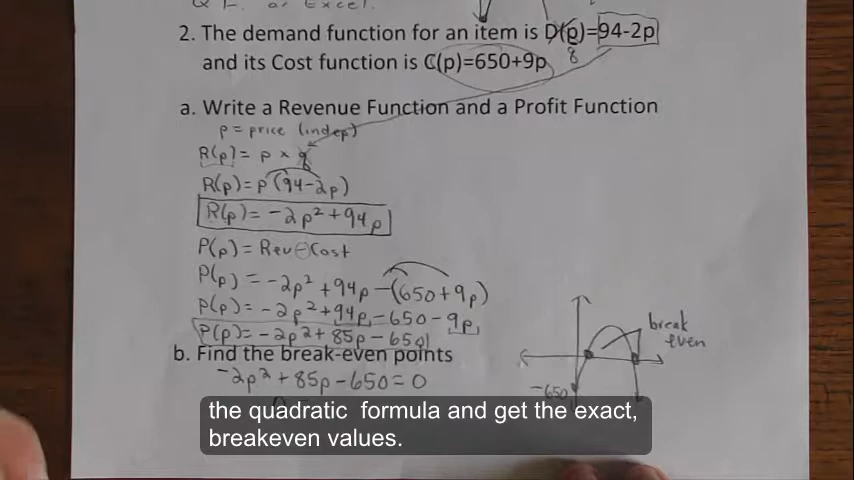 Q F. or Excel.
2. The demand function for an item is D(p)=94-2p
8
and its Cost function is C(p)=650+9p
a. Write a Revenue Function and a Profit Function
p = price (indep)
R(p) = p × q
R(p) = p (94-2p)
R(p) = -2p² + 94p
P(p) = Rev - Cost
P(p) = -2p² + 94p - (650+9p)
P(p) = -2p² + 94p - 650 - 9p
P(p) = -2p² + 85p - 650
break
even
b. Find the break-even points
-2p² + 85p - 650 = 0
-650
the quadratic formula and get the exact,
breakeven values.